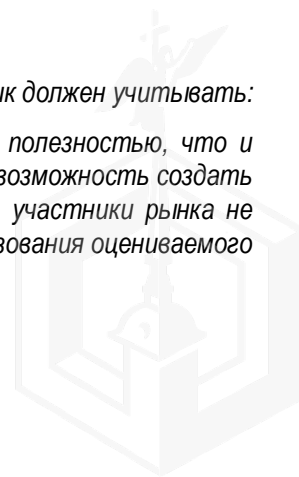 ик должен учитывать:
полезностью, что и
возможность создать
участники рынка не
зования оцениваемого